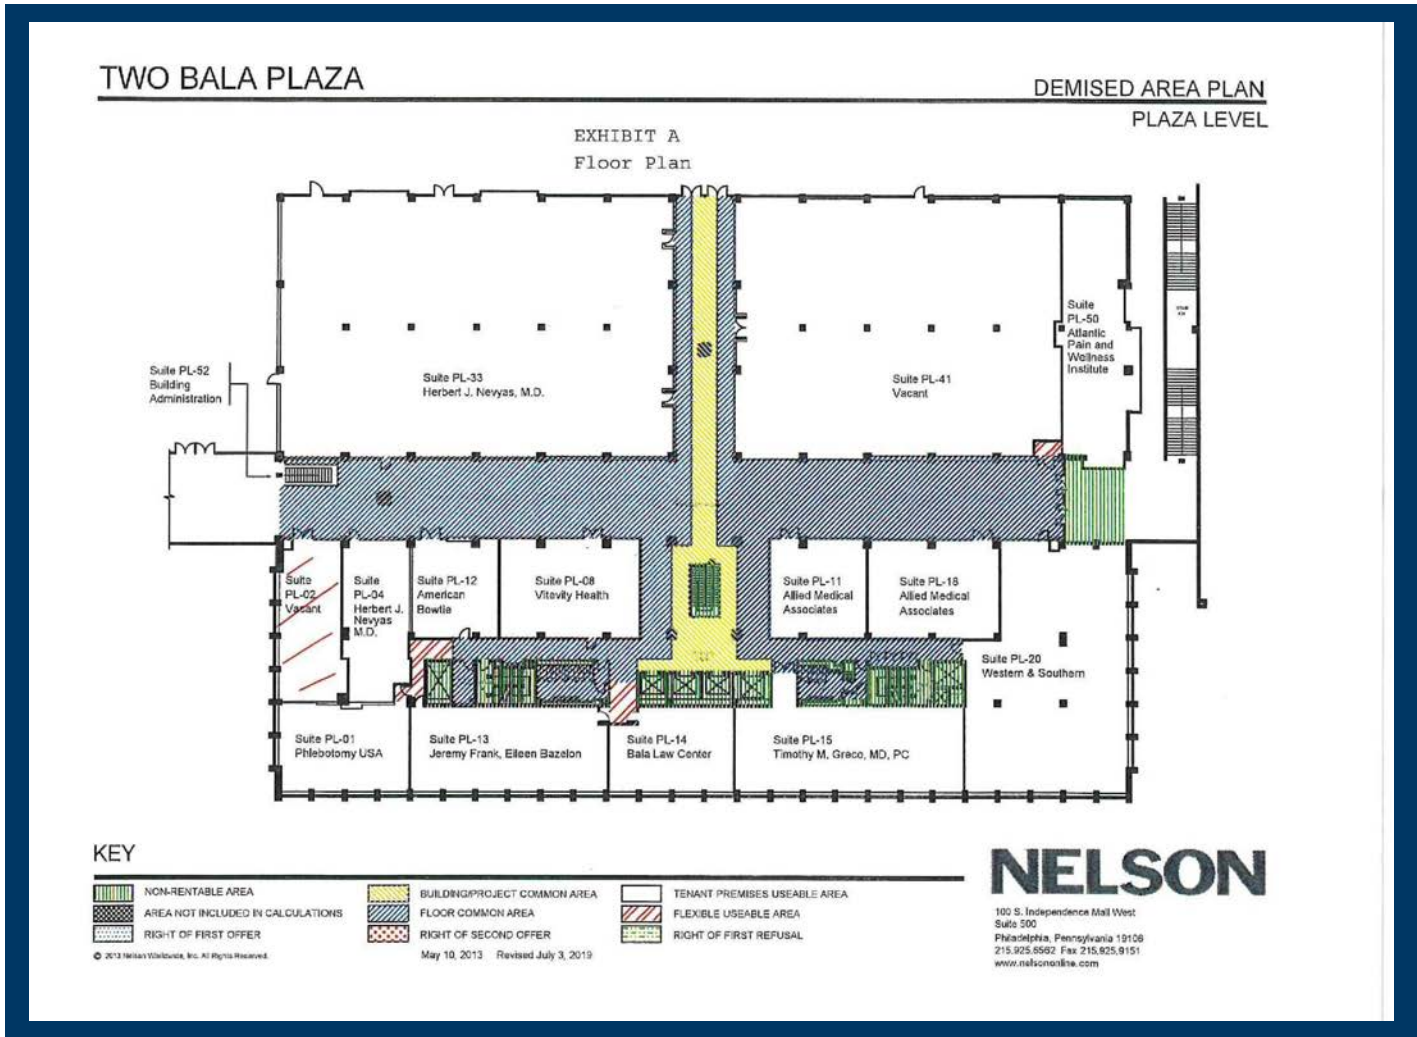 TWO BALA PLAZA
DEMISED AREA PLAN
PLAZA LEVEL
EXHIBIT A
Floor Plan
Suite
PL-50
Atlantic
Pain and
Wellness
Institute
Suite PL-52
Building
Administration
Suite PL-33
Herbert J. Nevyas, M.D.
Suite PL-41
Vacant
Suite
PL-02
Vacant
Suite
PL-04
Herbert J.
Nevyas
M.D.
Suite PL-12
American
Bowtie
Suite PL-08
Vitevity Health
Suite PL-11
Allied Medical
Associates
Suite PL-18
Allied Medical
Associates
Suite PL-20
Western & Southern
Suite PL-01
Phlebotomy USA
Suite PL-13
Jeremy Frank, Eileen Bazelon
Suite PL-14
Bala Law Center
Suite PL-15
Timothy M, Greco, MD, PC
KEY
NON-RENTABLE AREA
AREA NOT INCLUDED IN CALCULATIONS
RIGHT OF FIRST OFFER
BUILDING/PROJECT COMMON AREA
FLOOR COMMON AREA
RIGHT OF SECOND OFFER
TENANT PREMISES USEABLE AREA
FLEXIBLE USEABLE AREA
RIGHT OF FIRST REFUSAL
© 2013 Nelson Worldwide, Inc. All Rights Reserved.
May 10, 2013 Revised July 3, 2019
NELSON
100 S. Independence Mall West
Suite 500
Philadelphia, Pennsylvania 19106
215.925.6562 Fax 215.925.9151
www.nelsononline.com